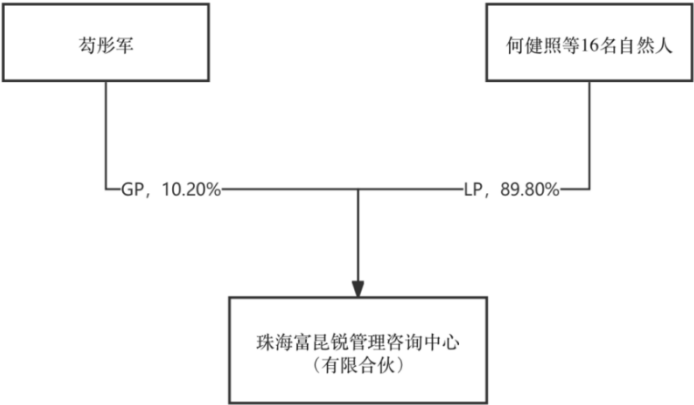 苟彤军
何健照等16名自然人
GP，10.20%
LP，89.80%
珠海富昆锐管理咨询中心
（有限合伙）